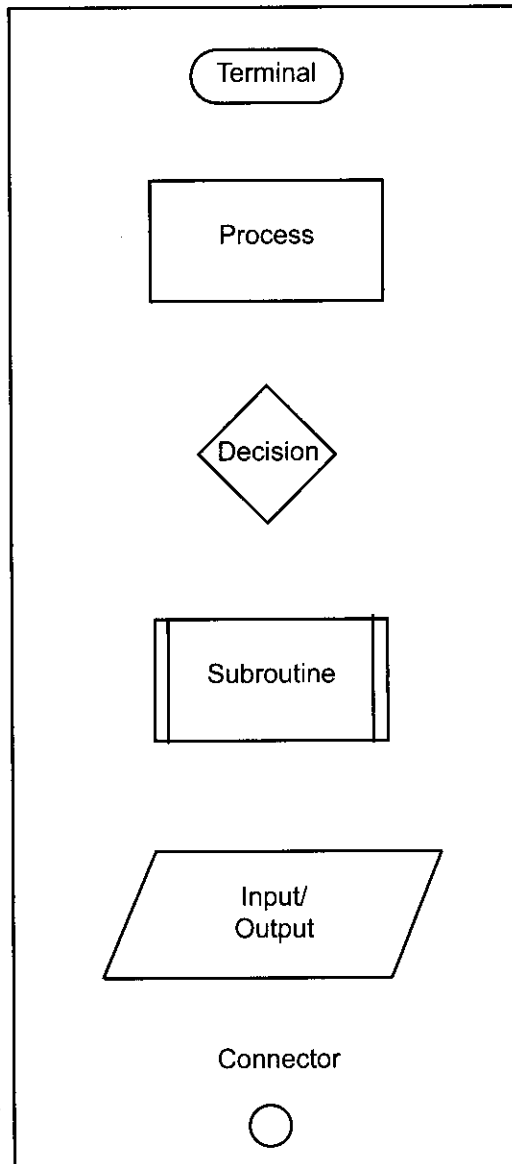 Terminal
Process
Decision
Subroutine
Input/
Output
Connector